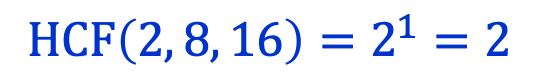 HCF(2, 8, 16) = 2¹ = 2